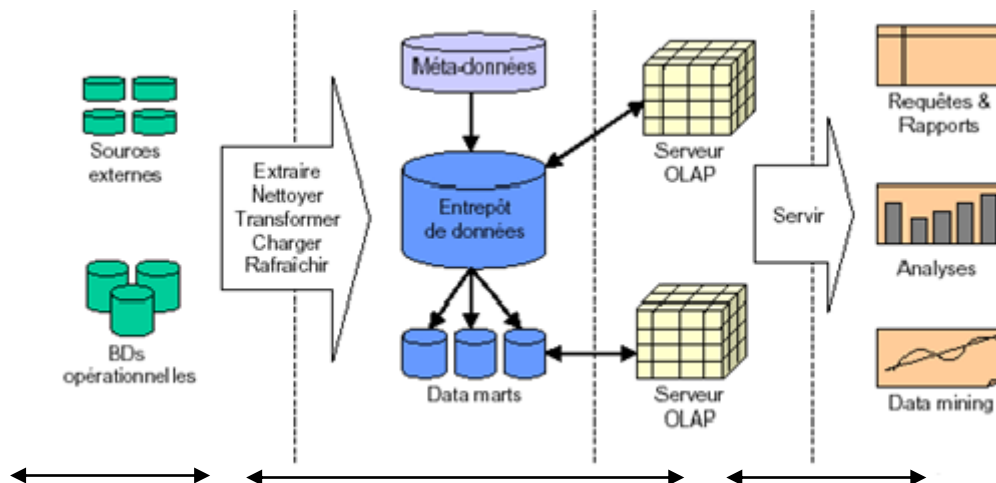 Sources
externes
BDs
opérationnelles
Extraire
Nettoyer
Transformer
Charger
Rafraîchir
Méta-données
Entrepôt
de données
Data marts
Serveur
OLAP
Serveur
OLAP
Servir
Requêtes &
Rapports
Analyses
Data mining